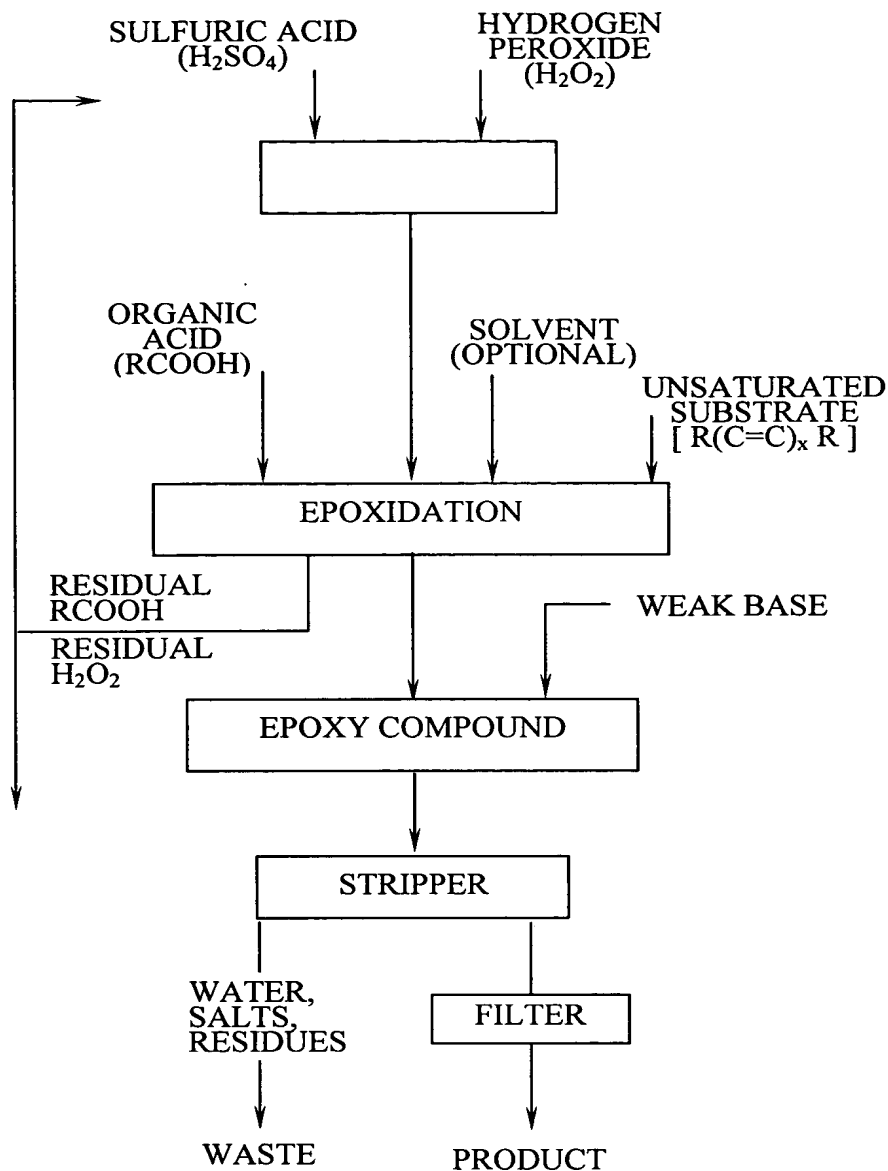 SULFURIC ACID
(H₂SO₄)
HYDROGEN
PEROXIDE
(H₂O₂)
ORGANIC
ACID
(RCOOH)
SOLVENT
(OPTIONAL)
UNSATURATED
SUBSTRATE
[ R(C=C)ₓ R ]
EPOXIDATION
RESIDUAL
RCOOH
RESIDUAL
H₂O₂
WEAK BASE
EPOXY COMPOUND
STRIPPER
WATER,
SALTS,
RESIDUES
FILTER
WASTE
PRODUCT